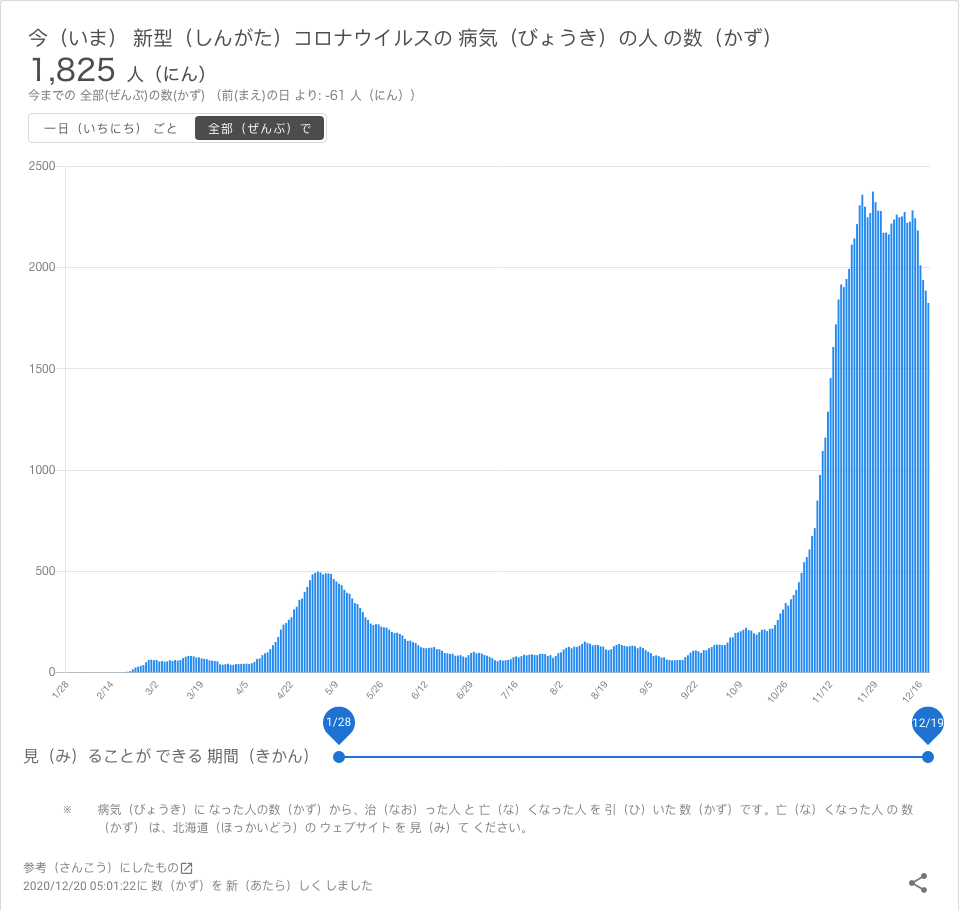 今（いま） 新型（しんがた）コロナウイルスの 病気（びょうき）の人 の数（かず）
1,825 人（にん）
今までの 全部(ぜんぶ)の数(かず) （前(まえ)の日 より: -61 人（にん））
一日（いちにち） ごと 全部（ぜんぶ）で
2500
2000
1500
1000
500
0
1/28 2/14 3/2 3/19 4/5 4/22 5/9 5/26 6/12 6/29 7/16 8/2 8/19 9/5 9/22 10/9 10/26 11/12 11/29 12/16
1/28 12/19
見（み）ることが できる 期間（きかん）
※ 病気（びょうき）に なった人の数（かず）から、治（なお）った人 と 亡（な）くなった人 を 引（ひ）いた 数（かず）です。亡（な）くなった人 の 数
（かず） は、北海道（ほっかいどう）の ウェブサイト を 見（み）て ください。
参考（さんこう）にしたもの
2020/12/20 05:01:22に 数（かず）を 新（あたら）しく しました